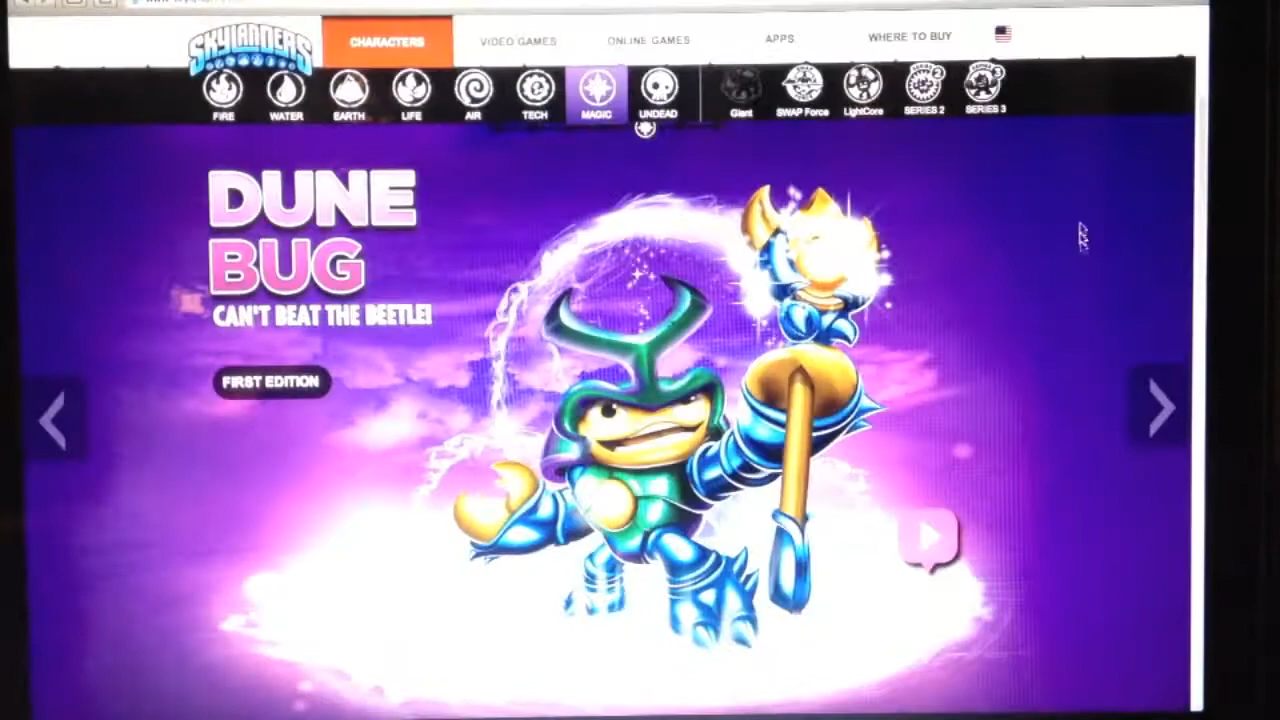 SKYLANDERS
CHARACTERS
VIDEO GAMES
ONLINE GAMES
APPS
WHERE TO BUY
FIRE
WATER
EARTH
LIFE
AIR
TECH
MAGIC
UNDEAD
Giant
SWAP Force
LightCore
SERIES 2
SERIES 3
DUNE
BUG
CAN'T BEAT THE BEETLE!
FIRST EDITION